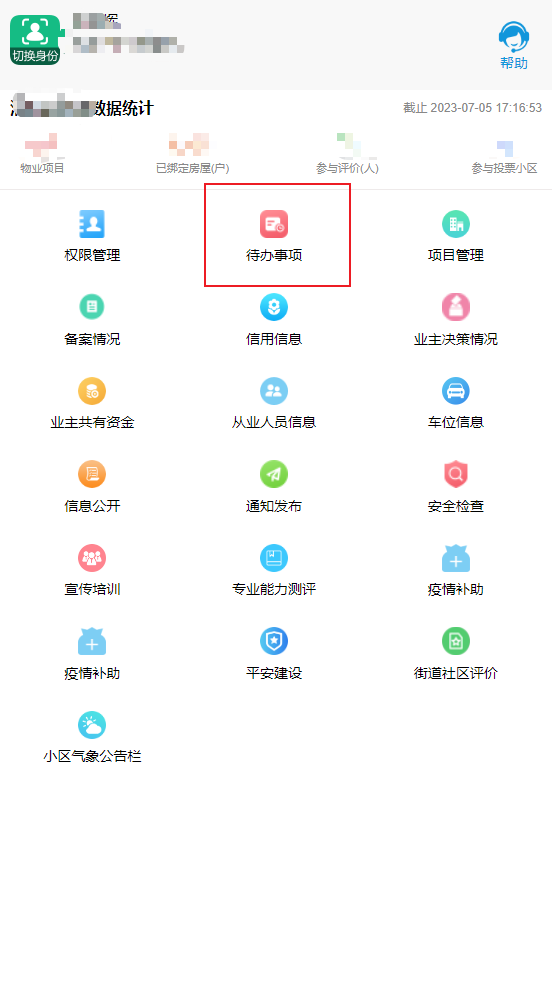 切换身份
帮助
数据统计
截止 2023-07-05 17:16:53
物业项目 已绑定房屋(户) 参与评价(人) 参与投票小区
权限管理 待办事项 项目管理
备案情况 信用信息 业主决策情况
业主共有资金 从业人员信息 车位信息
信息公开 通知发布 安全检查
宣传培训 专业能力测评 疫情补助
疫情补助 平安建设 街道社区评价
小区气象公告栏